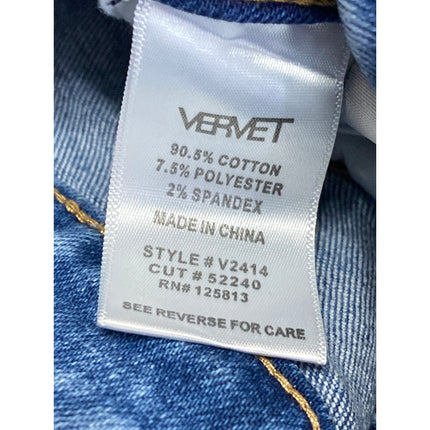 VERVET
90.5% COTTON
7.5% POLYESTER
2% SPANDEX
MADE IN CHINA
STYLE # V2414
CUT # 52240
RN# 125813
SEE REVERSE FOR CARE